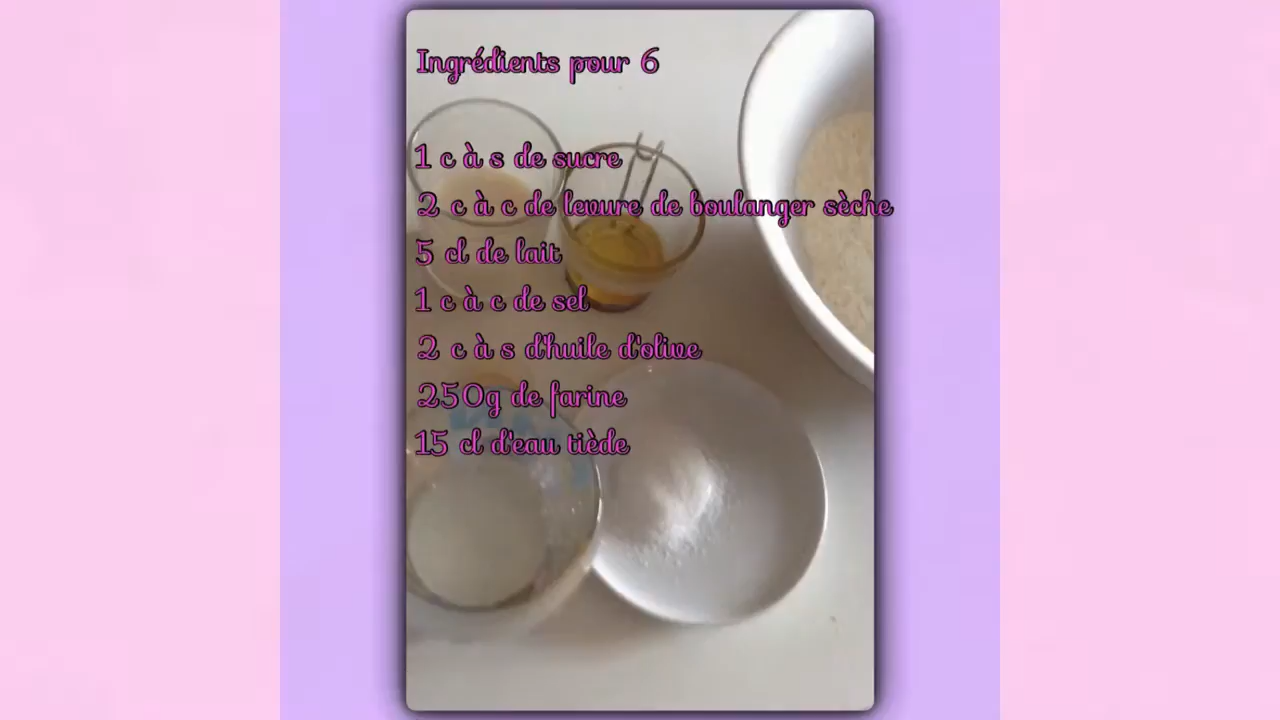 Ingrédients pour 6
1 c à s de sucre
2 c à c de levure de boulanger sèche
5 cl de lait
1 c à c de sel
2 c à s d'huile d'olive
250g de farine
15 cl d'eau tiède